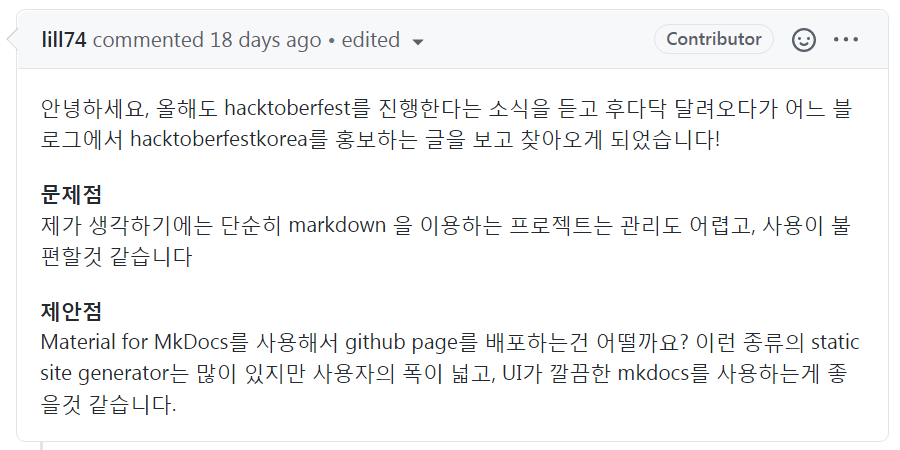 lill74 commented 18 days ago • edited
Contributor
안녕하세요, 올해도 hacktoberfest를 진행한다는 소식을 듣고 후다닥 달려오다가 어느 블
로그에서 hacktoberfestkorea를 홍보하는 글을 보고 찾아오게 되었습니다!
문제점
제가 생각하기에는 단순히 markdown 을 이용하는 프로젝트는 관리도 어렵고, 사용이 불
편할것 같습니다
제안점
Material for MkDocs를 사용해서 github page를 배포하는건 어떨까요? 이런 종류의 static
site generator는 많이 있지만 사용자의 폭이 넓고, UI가 깔끔한 mkdocs를 사용하는게 좋
을것 같습니다.